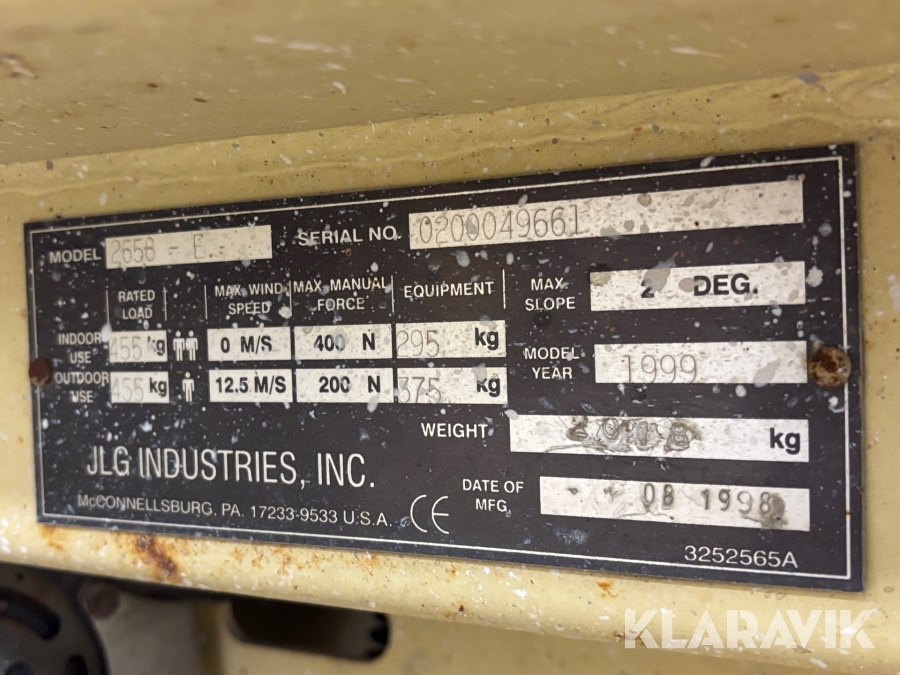 MODEL 2658 - E - SERIAL NO. 0200049661
RATED LOAD MAX. WIND SPEED MAX. MANUAL FORCE EQUIPMENT MAX. SLOPE 2 DEG.
INDOOR USE 455 kg 0 M/S 400 N 295 kg
OUTDOOR USE 455 kg 12.5 M/S 200 N 375 kg
MODEL YEAR 1999
WEIGHT kg
JLG INDUSTRIES, INC.
McCONNELLSBURG, PA. 17233-9533 U.S.A. CE
DATE OF MFG. 08 1998
3252565A
KLARAVIK